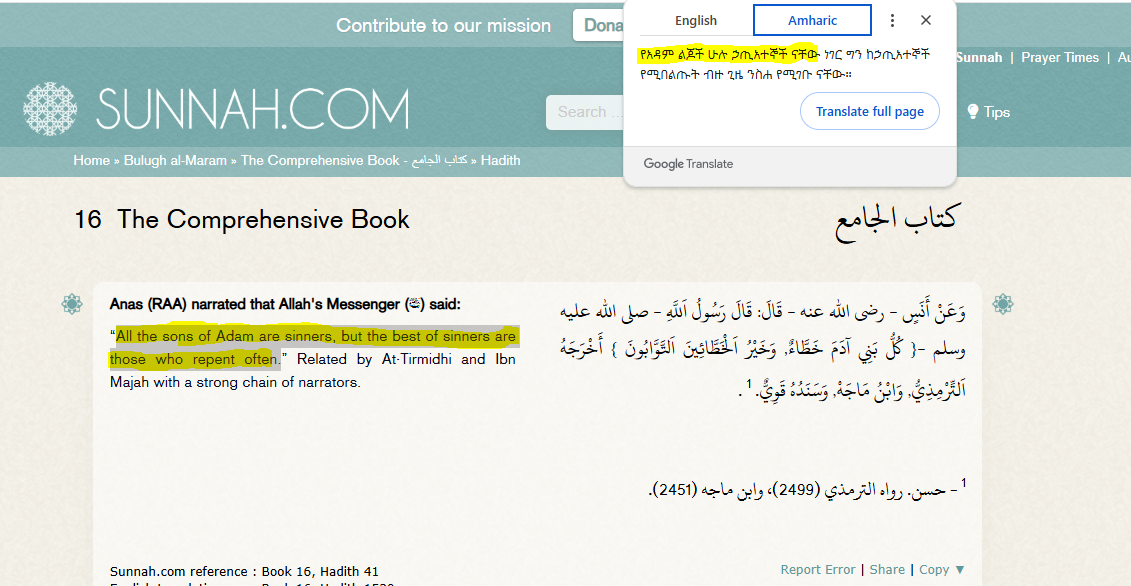 Contribute to our mission
Dona
English
Amharic
የአዳም ልጆች ሁሉ ኃጢአተኞች ናቸው ነገር ግን ከኃጢአተኞች
የሚበልጡት ብዙ ጊዜ ንስሐ የሚገቡ ናቸው።
Translate full page
Google Translate
Sunnah | Prayer Times | Au
SUNNAH.COM
Search ...
Tips
Home » Bulugh al-Maram » The Comprehensive Book - كتاب الجامع » Hadith
16 The Comprehensive Book
كتاب الجامع
Anas (RAA) narrated that Allah's Messenger (ﷺ) said:
“All the sons of Adam are sinners, but the best of sinners are
those who repent often.” Related by At-Tirmidhi and Ibn
Majah with a strong chain of narrators.
وَعَنْ أَنَسٍ - رضى الله عنه - قَالَ: قَالَ رَسُولُ اَللَّهِ - صلى الله عليه
وسلم -{ كُلُّ بَنِي آدَمَ خَطَّاءٌ, وَخَيْرُ اَلْخَطَّائِينَ اَلتَّوَّابُونَ } أَخْرَجَهُ
اَلتِّرْمِذِيُّ, وَابْنُ مَاجَهْ, وَسَنَدُهُ قَوِيٌّ.‏ 1‏ .
‏1 ‏- حسن. رواه الترمذي (2499)، وابن ماجه (2451).
Sunnah.com reference : Book 16, Hadith 41
Report Error | Share | Copy ▼